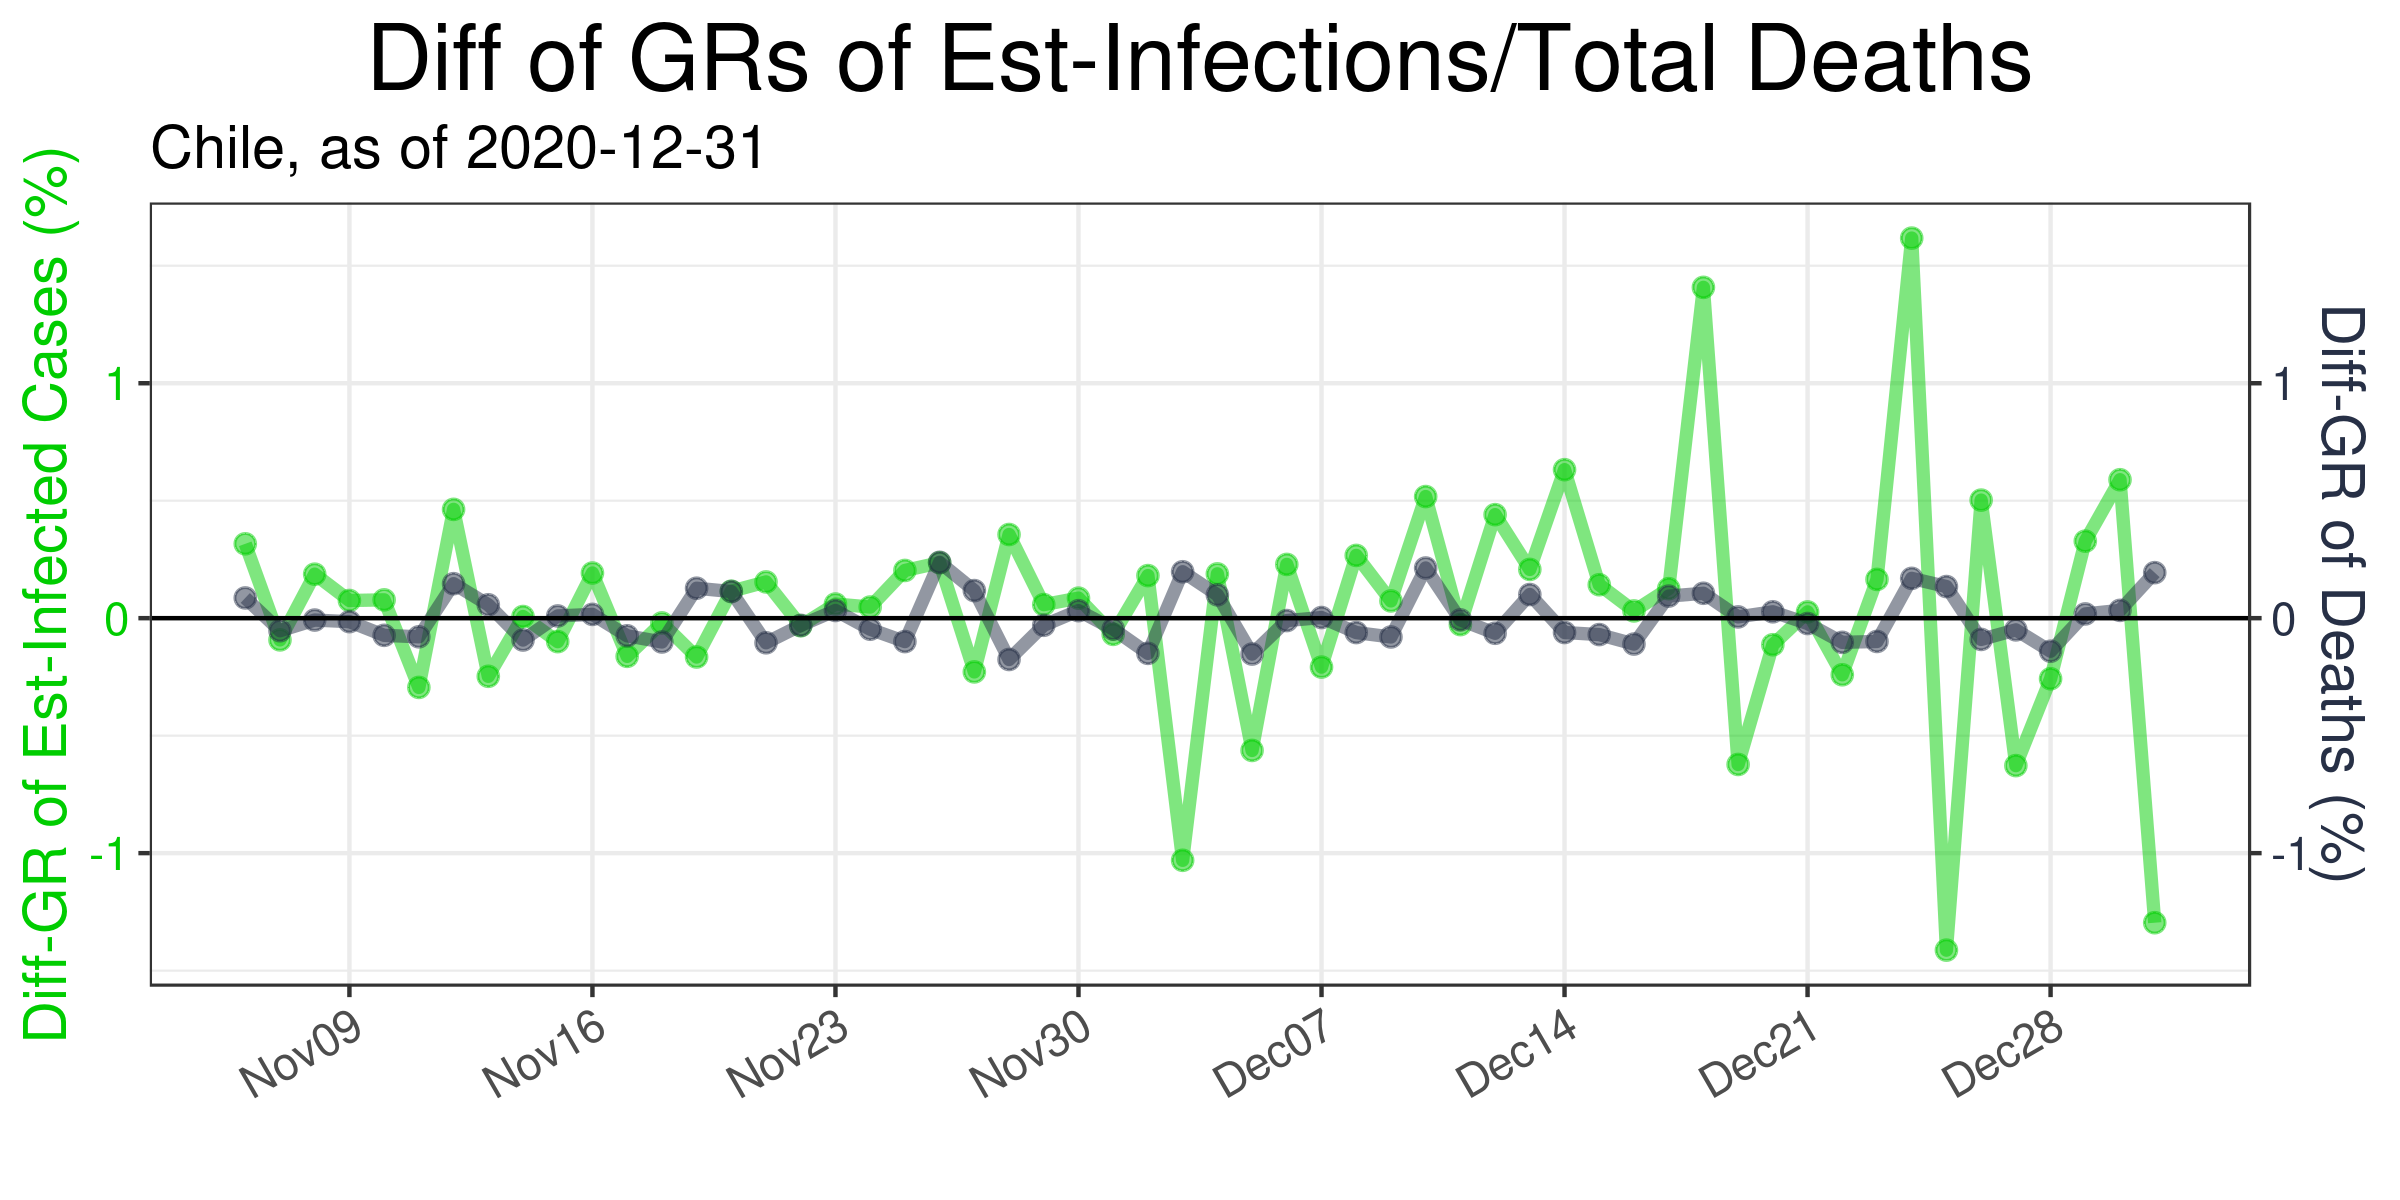 Diff of GRs of Est-Infections/Total Deaths
Chile, as of 2020-12-31
Diff-GR of Est-Infected Cases (%)
1
0
-1
1
0
-1
Diff-GR of Deaths (%)
Nov09
Nov16
Nov23
Nov30
Dec07
Dec14
Dec21
Dec28